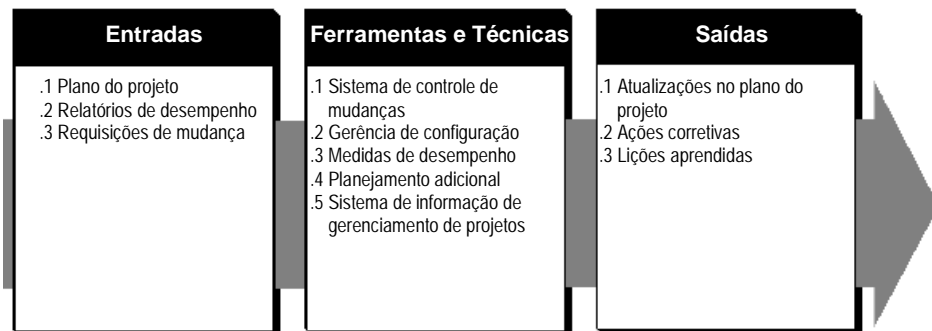 Entradas
.1 Plano do projeto
.2 Relatórios de desempenho
.3 Requisições de mudança
Ferramentas e Técnicas
.1 Sistema de controle de
mudanças
.2 Gerência de configuração
.3 Medidas de desempenho
.4 Planejamento adicional
.5 Sistema de informação de
gerenciamento de projetos
Saídas
.1 Atualizações no plano do
projeto
.2 Ações corretivas
.3 Lições aprendidas